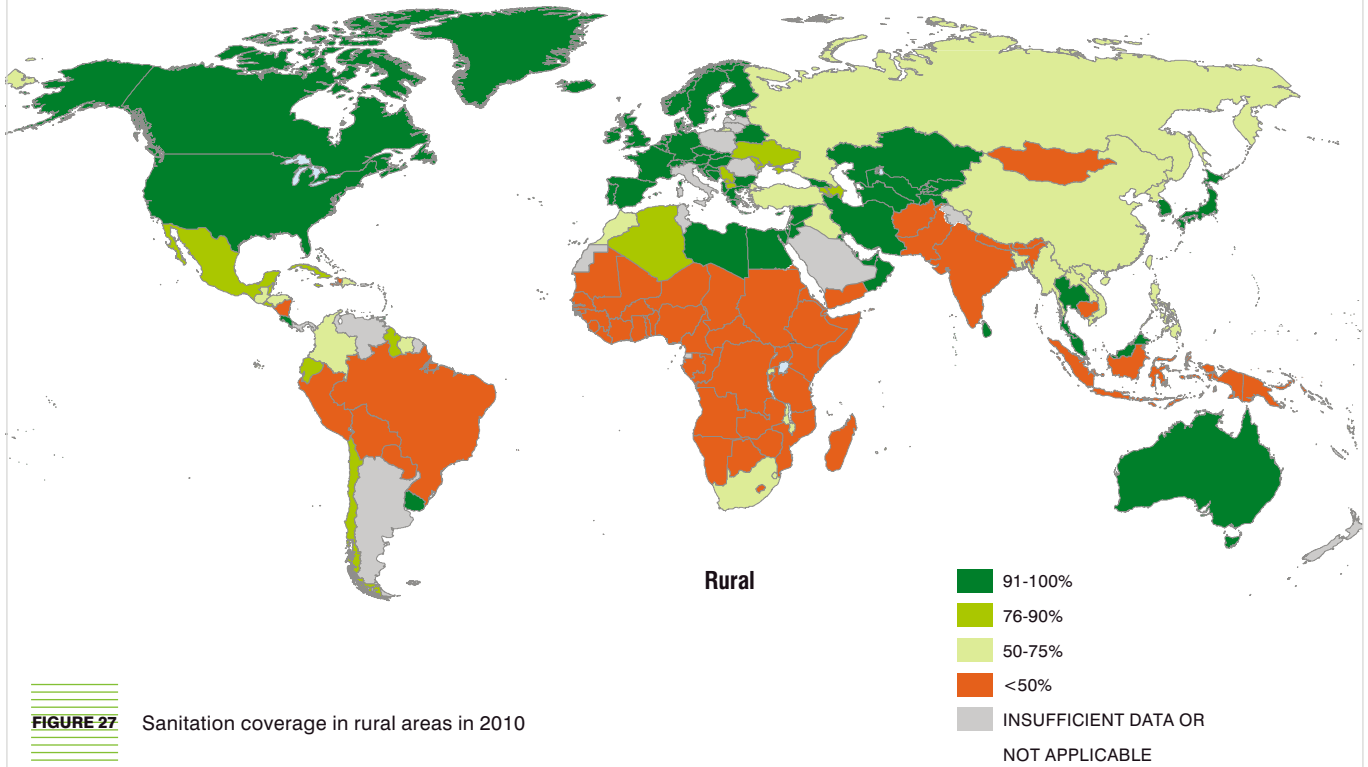 Rural
91-100%
76-90%
50-75%
<50%
INSUFFICIENT DATA OR
NOT APPLICABLE
FIGURE 27 Sanitation coverage in rural areas in 2010